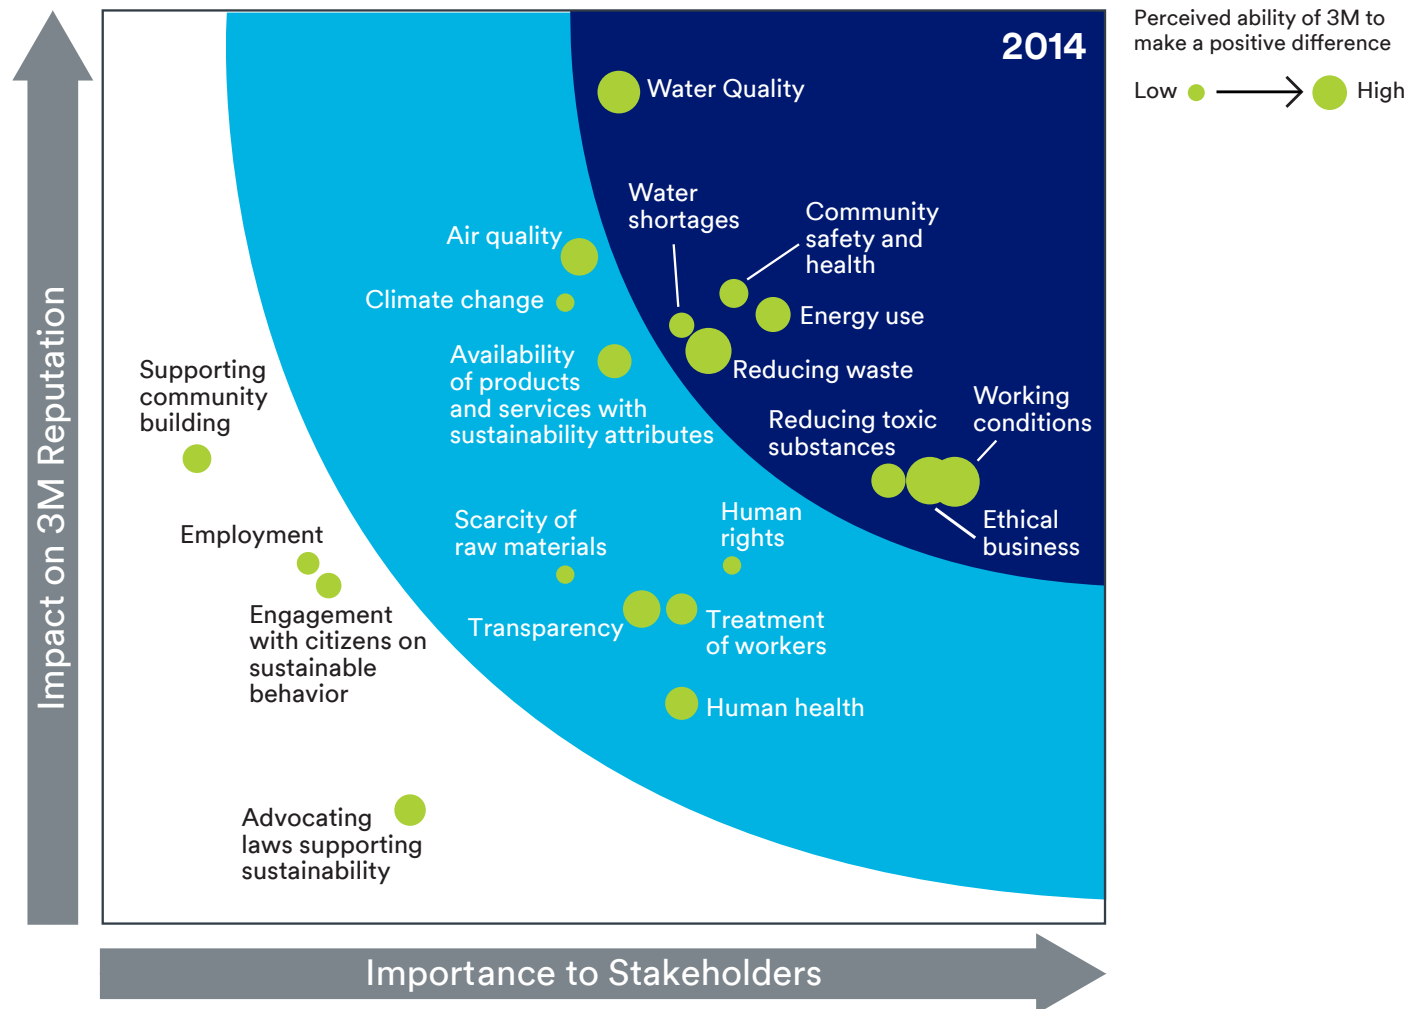 Perceived ability of 3M to
make a positive difference
Low
High
2014
Water Quality
Water
shortages
Community
safety and
health
Air quality
Climate change
Energy use
Availability
of products
and services with
sustainability attributes
Reducing waste
Supporting
community
building
Working
conditions
Reducing toxic
substances
Human
rights
Scarcity of
raw materials
Ethical
business
Employment
Engagement
with citizens on
sustainable
behavior
Transparency
Treatment
of workers
Human health
Advocating
laws supporting
sustainability
Impact on 3M Reputation
Importance to Stakeholders